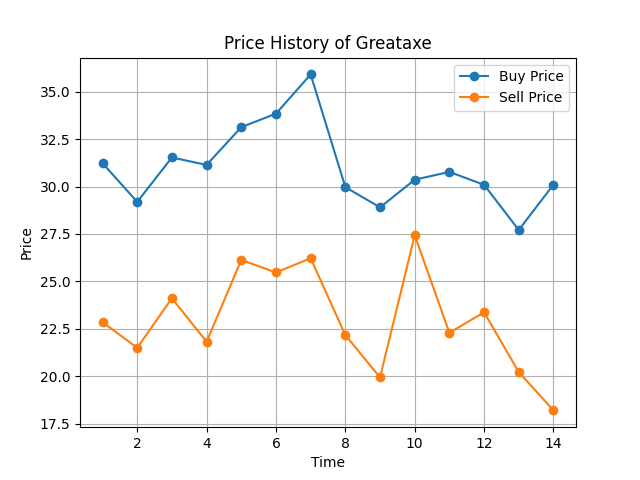 Price History of Greataxe
Buy Price
Sell Price
Price
35.0
32.5
30.0
27.5
25.0
22.5
20.0
17.5
2 4 6 8 10 12 14
Time